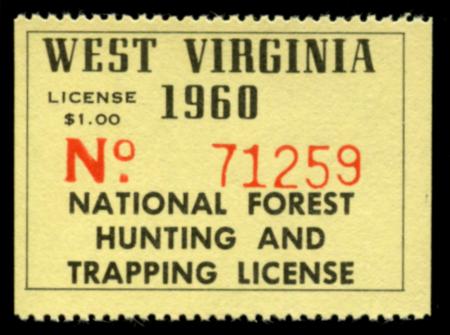 WEST VIRGINIA
LICENSE 1960
$1.00
Nº 71259
NATIONAL FOREST
HUNTING AND
TRAPPING LICENSE